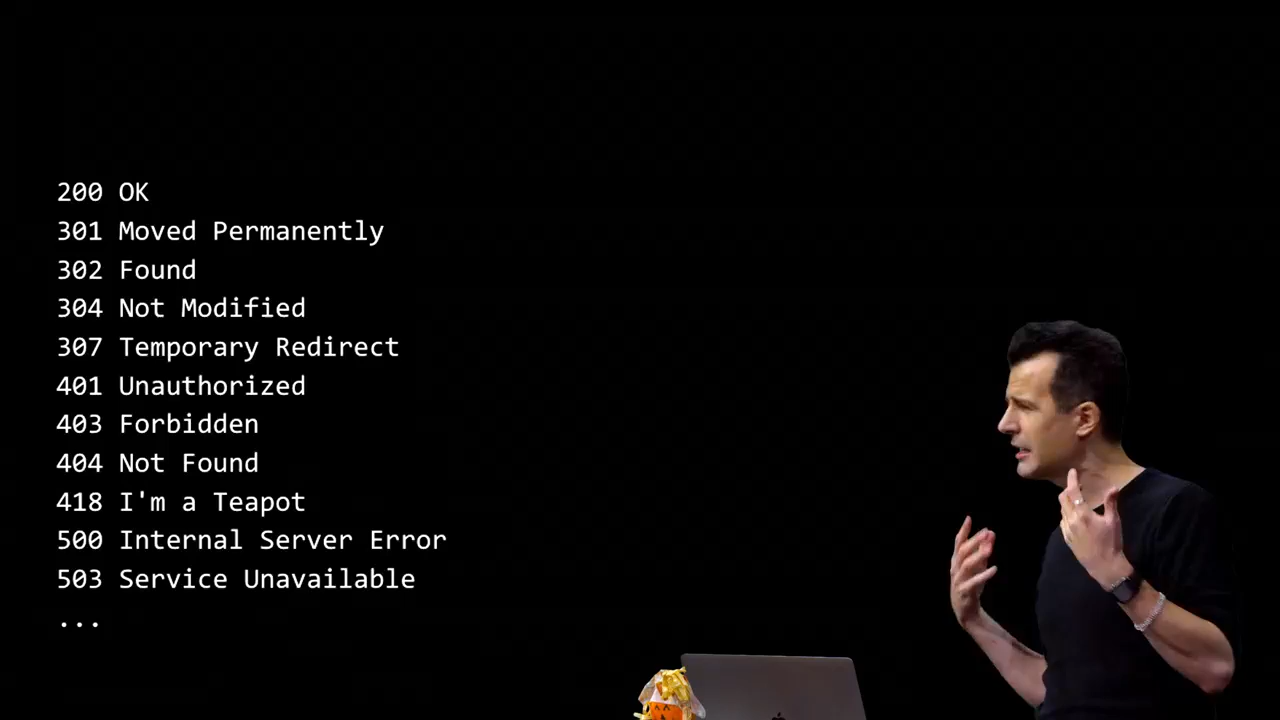 200 OK
301 Moved Permanently
302 Found
304 Not Modified
307 Temporary Redirect
401 Unauthorized
403 Forbidden
404 Not Found
418 I'm a Teapot
500 Internal Server Error
503 Service Unavailable
...